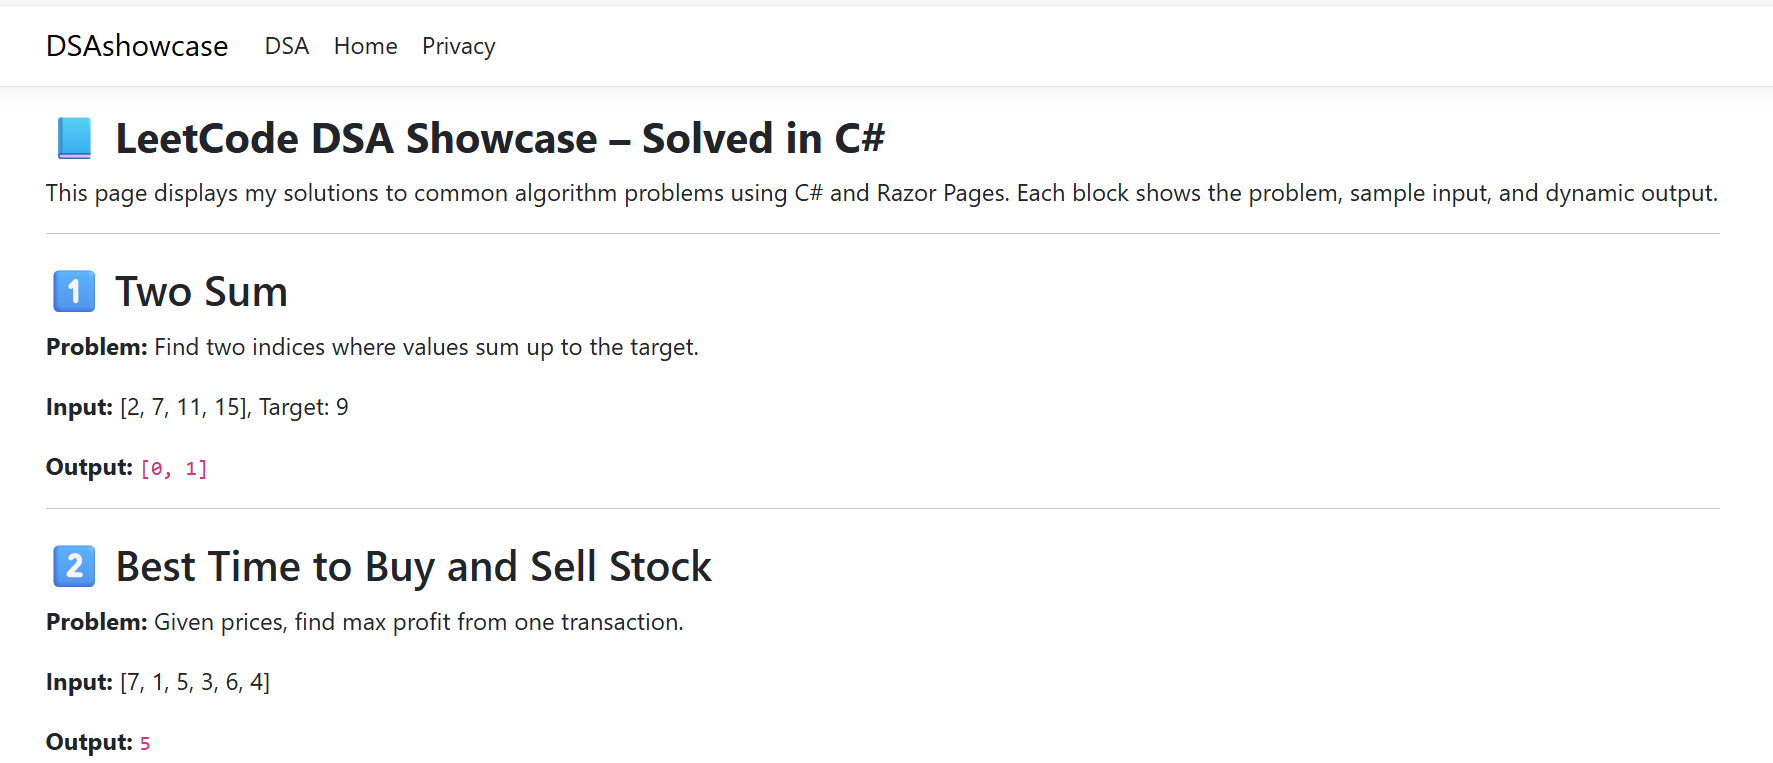 DSAshowcase DSA Home Privacy
📘 LeetCode DSA Showcase – Solved in C#
This page displays my solutions to common algorithm problems using C# and Razor Pages. Each block shows the problem, sample input, and dynamic output.
1️⃣ Two Sum
Problem: Find two indices where values sum up to the target.
Input: [2, 7, 11, 15], Target: 9
Output: [0, 1]
2️⃣ Best Time to Buy and Sell Stock
Problem: Given prices, find max profit from one transaction.
Input: [7, 1, 5, 3, 6, 4]
Output: 5